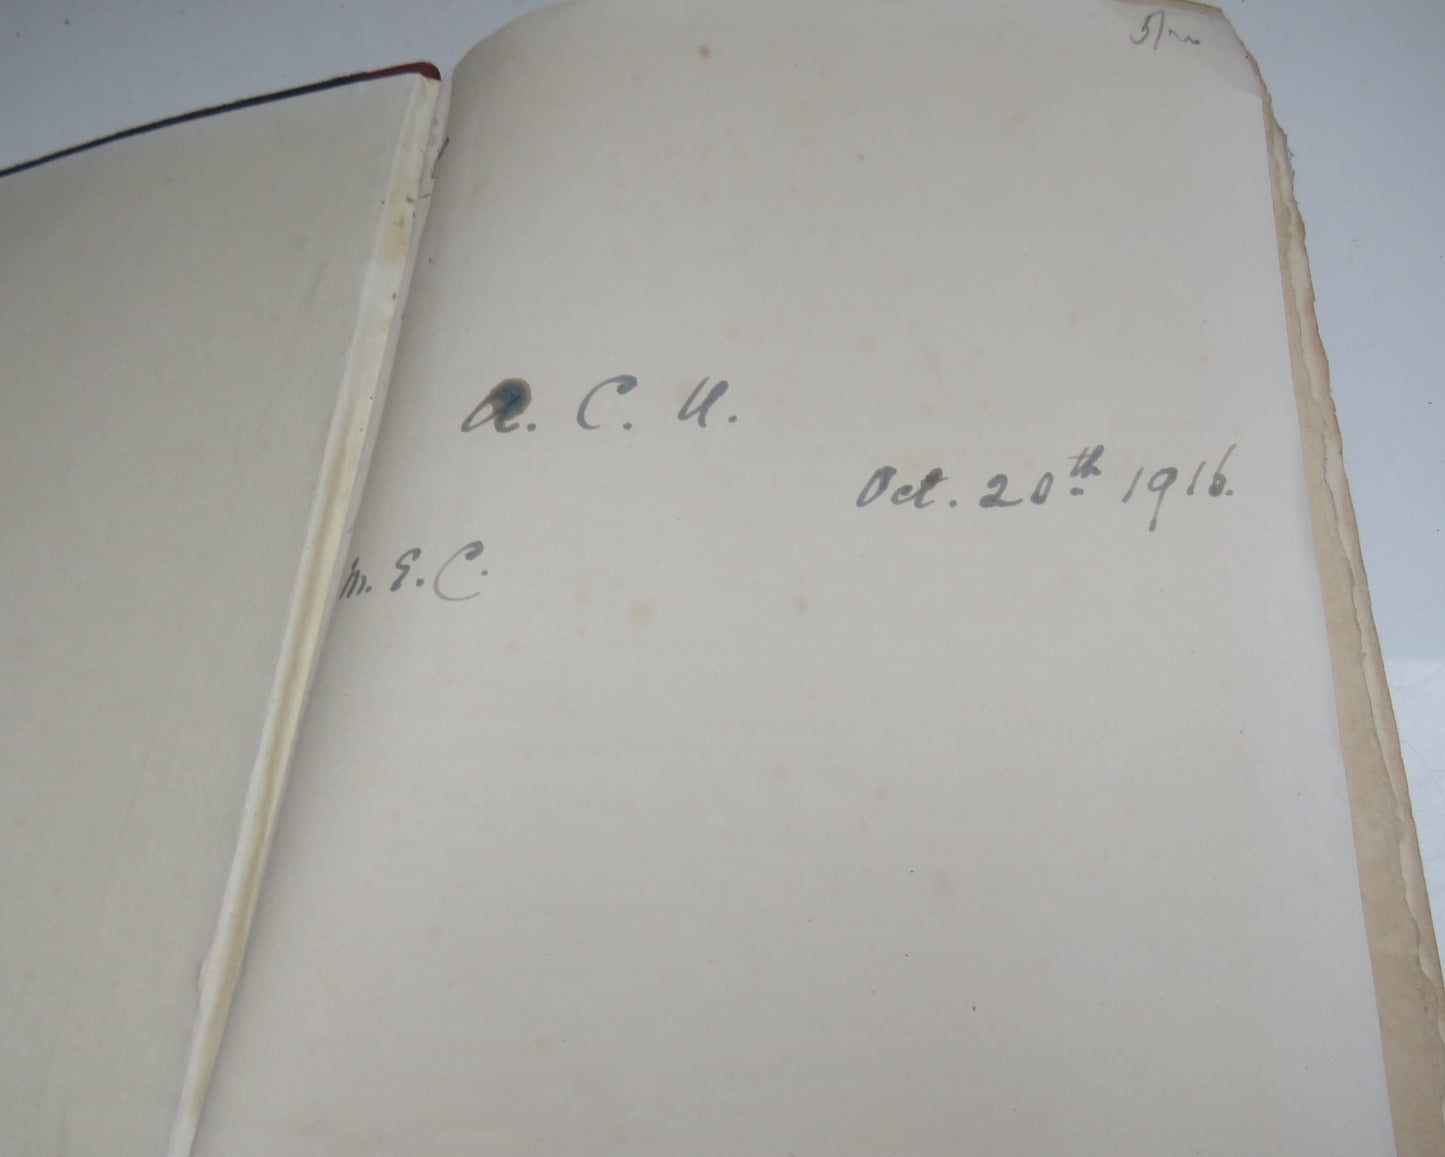 A. C. U.
Oct. 20th 1916.
M. E. C.